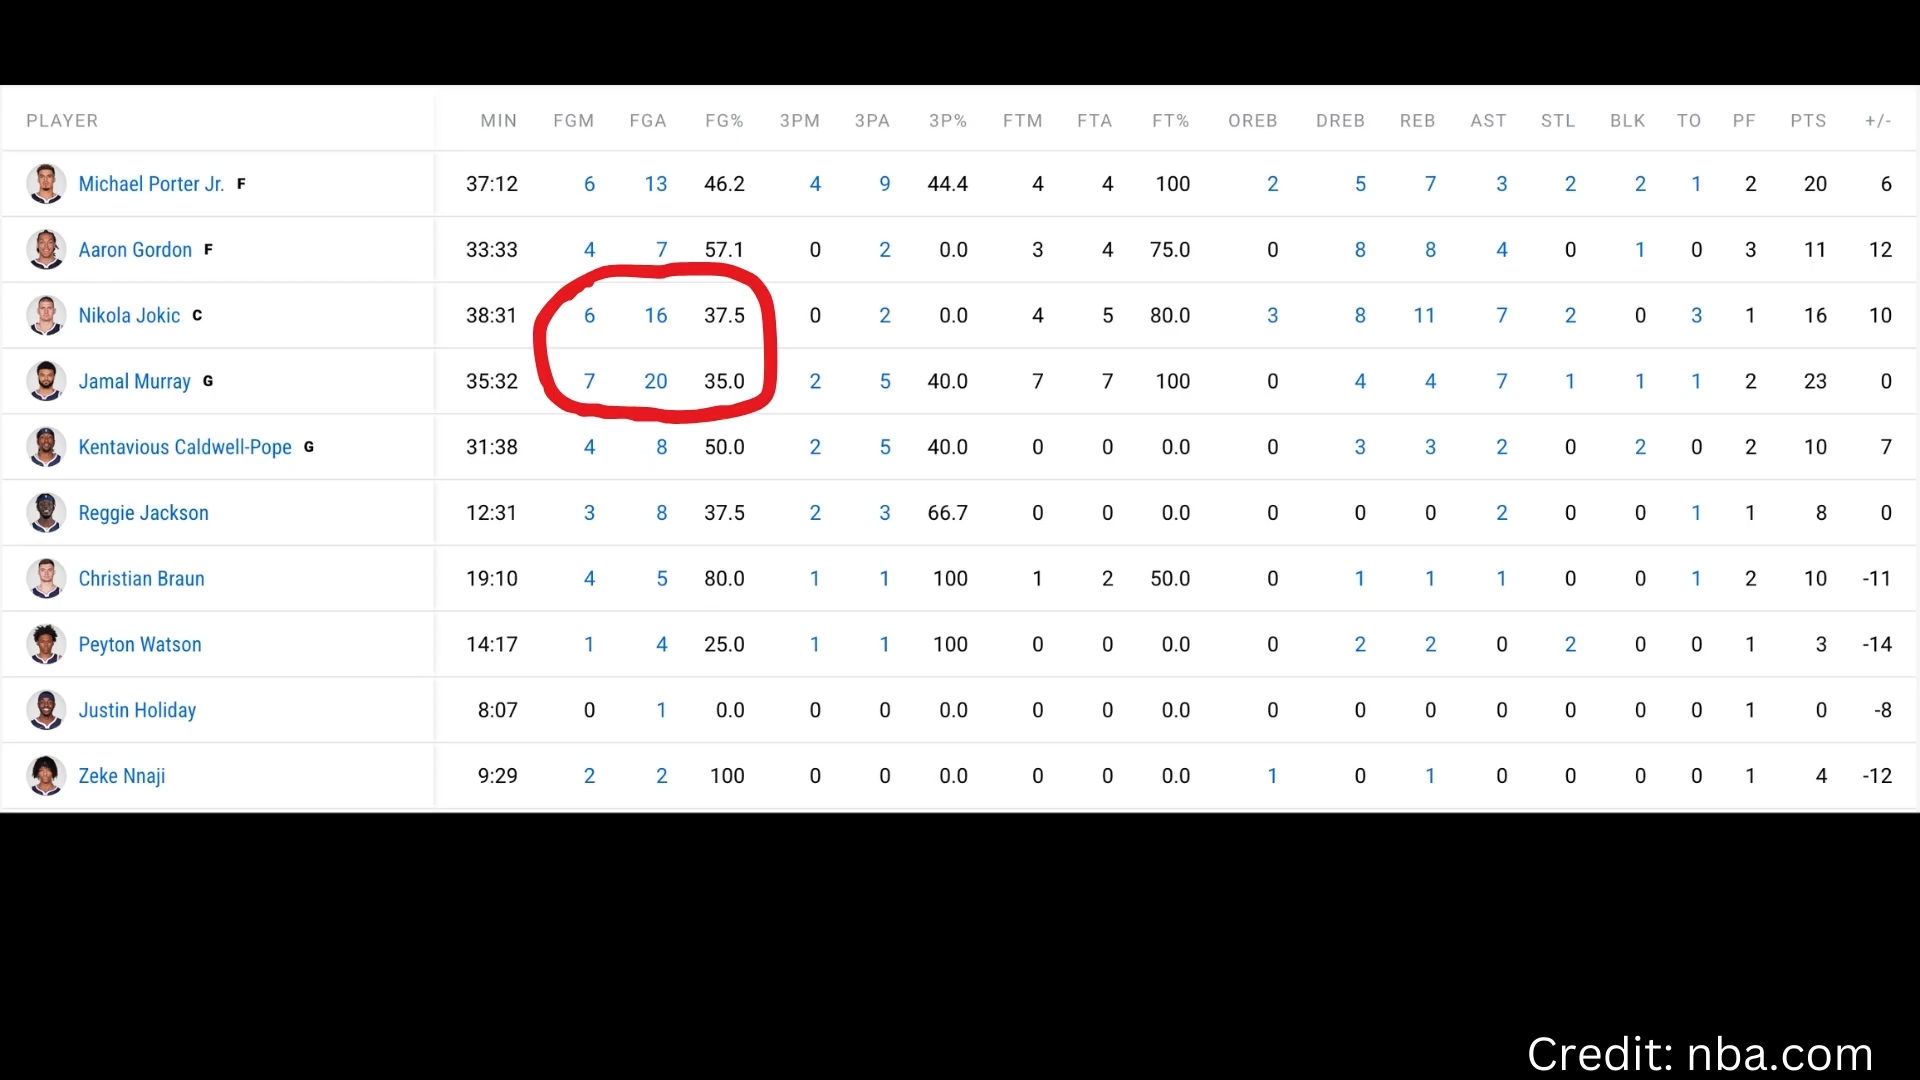 PLAYER MIN FGM FGA FG% 3PM 3PA 3P% FTM FTA FT% OREB DREB REB AST STL BLK TO PF PTS +/-
Michael Porter Jr. F 37:12 6 13 46.2 4 9 44.4 4 4 100 2 5 7 3 2 2 1 2 20 6
Aaron Gordon F 33:33 4 7 57.1 0 2 0.0 3 4 75.0 0 8 8 4 0 1 0 3 11 12
Nikola Jokic C 38:31 6 16 37.5 0 2 0.0 4 5 80.0 3 8 11 7 2 0 3 1 16 10
Jamal Murray G 35:32 7 20 35.0 2 5 40.0 7 7 100 0 4 4 7 1 1 1 2 23 0
Kentavious Caldwell-Pope G 31:38 4 8 50.0 2 5 40.0 0 0 0.0 0 3 3 2 0 2 0 2 10 7
Reggie Jackson 12:31 3 8 37.5 2 3 66.7 0 0 0.0 0 0 0 2 0 0 1 1 8 0
Christian Braun 19:10 4 5 80.0 1 1 100 1 2 50.0 0 1 1 1 0 0 1 2 10 -11
Peyton Watson 14:17 1 4 25.0 1 1 100 0 0 0.0 0 2 2 0 2 0 0 1 3 -14
Justin Holiday 8:07 0 1 0.0 0 0 0.0 0 0 0.0 0 0 0 0 0 0 0 1 0 -8
Zeke Nnaji 9:29 2 2 100 0 0 0.0 0 0 0.0 1 0 1 0 0 0 0 1 4 -12
Credit: nba.com